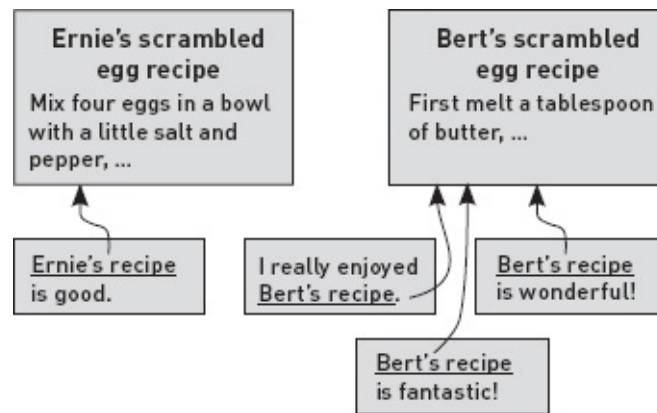 Ernie's scrambled
egg recipe
Mix four eggs in a bowl
with a little salt and
pepper, ...
Bert's scrambled
egg recipe
First melt a tablespoon
of butter, ...
Ernie's recipe
is good.
I really enjoyed
Bert's recipe.
Bert's recipe
is wonderful!
Bert's recipe
is fantastic!